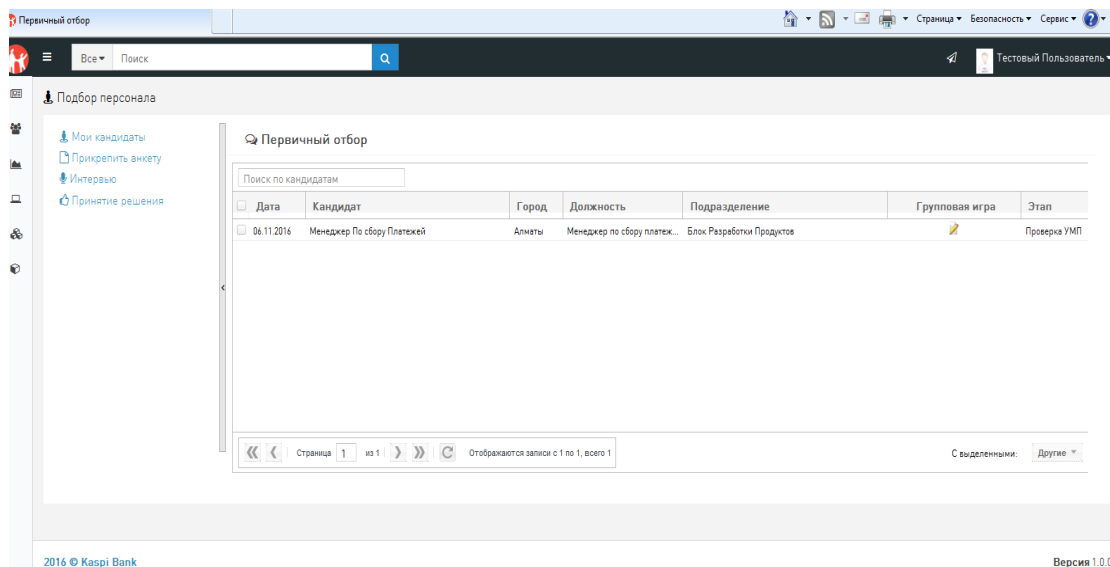 Первичный отбор
Страница Безопасность Сервис
Все Поиск
Тестовый Пользователь
Подбор персонала
Мои кандидаты
Прикрепить анкету
Интервью
Принятие решения
Первичный отбор
Поиск по кандидатам
Дата Кандидат Город Должность Подразделение Групповая игра Этап
06.11.2016 Менеджер По сбору Платежей Алматы Менеджер по сбору платеж... Блок Разработки Продуктов Проверка УМП
Страница 1 из 1 Отображаются записи с 1 по 1, всего 1 С выделенными: Другие
2016 © Kaspi Bank Версия 1.0.0